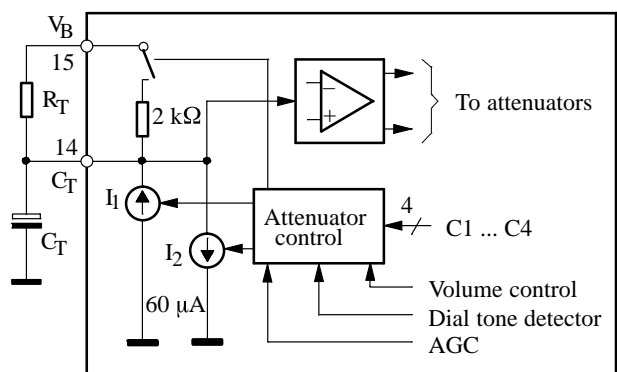 V_B
15
R_T
2 kΩ
To attenuators
14
C_T
I_1
4
Attenuator
control
C1 ... C4
C_T
I_2
60 μA
Volume control
Dial tone detector
AGC
−
+